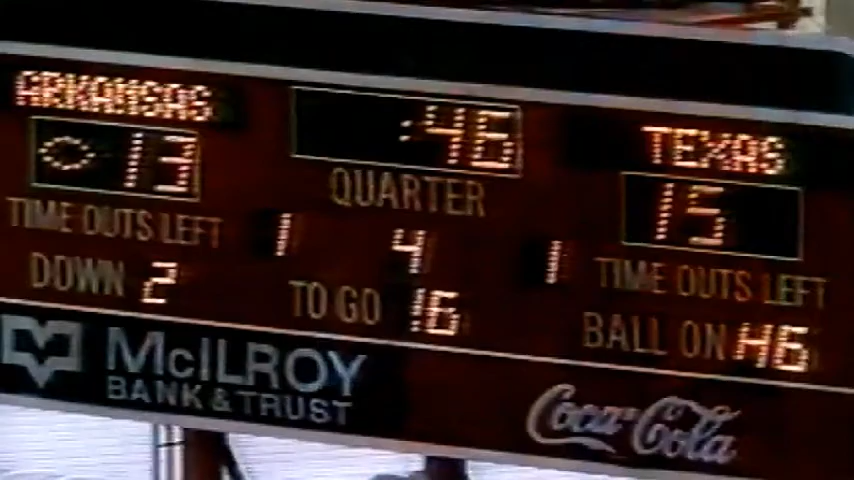 ARKANSAS
:46
TEXAS
13
QUARTER
15
TIME OUTS LEFT 1
4
1 TIME OUTS LEFT
DOWN 2
TO GO 16
BALL ON 46
McILROY
BANK & TRUST
Coca-Cola